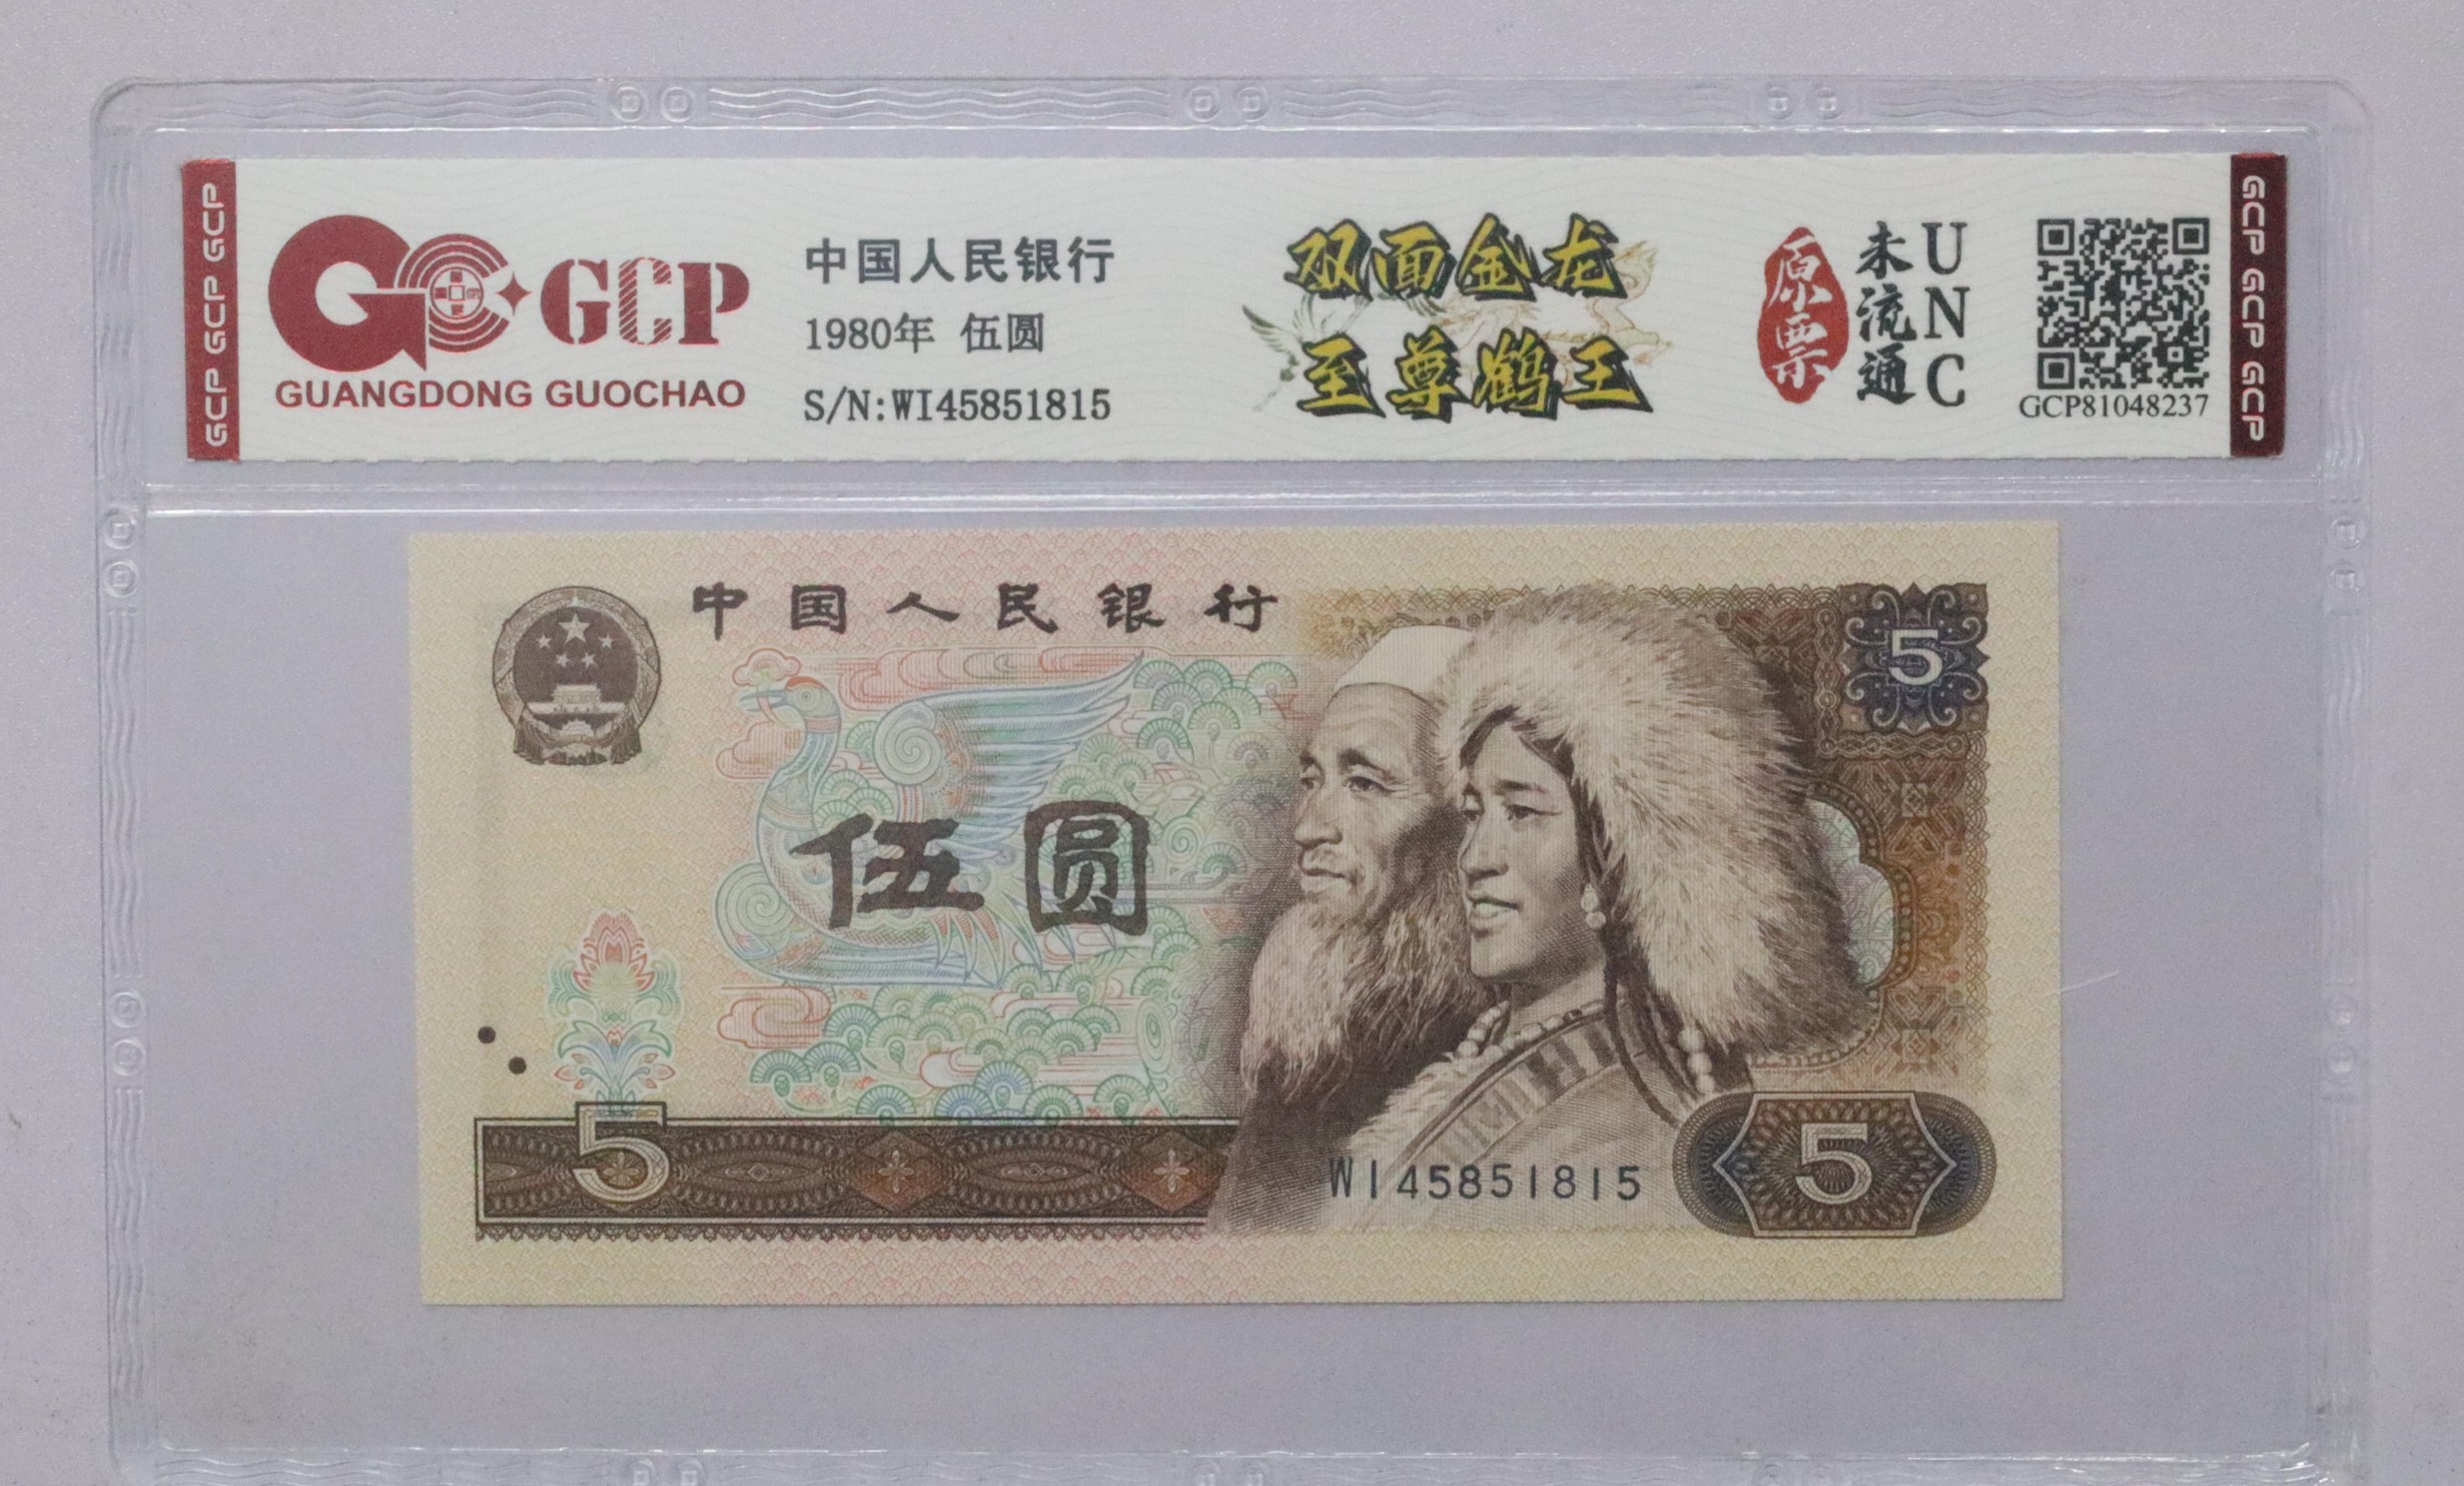 GCP GCP GCP
GCP
GUANGDONG GUOCHAO
中国人民银行
1980年 伍圆
S/N:WI45851815
双面金龙
至尊鹤王
原票
未流通
UNC
GCP81048237
GCP GCP GCP
中国人民银行
5
伍圆
5
WI45851815
5